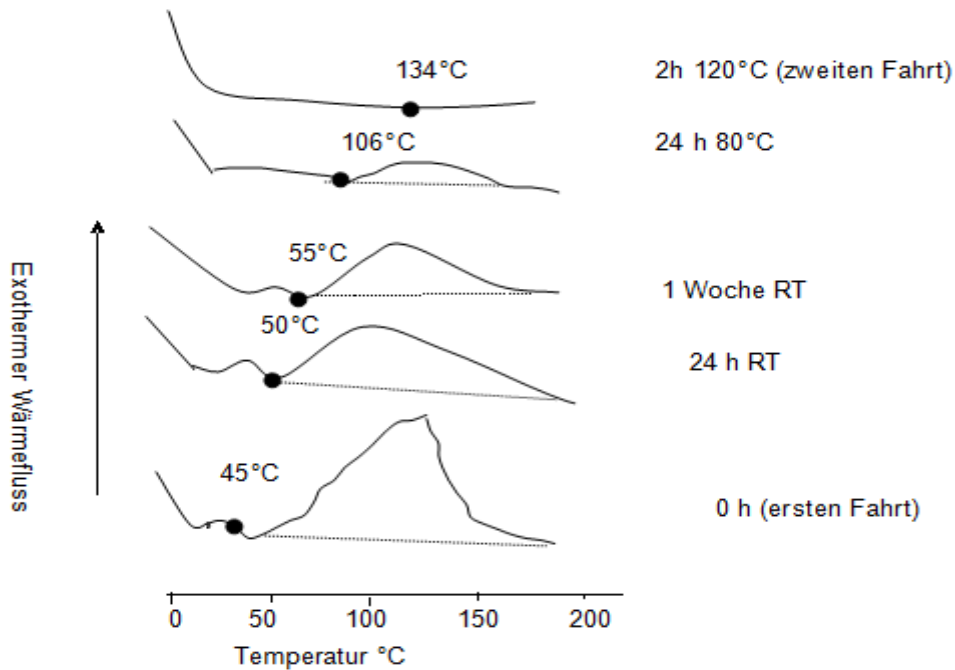 134°C
2h 120°C (zweiten Fahrt)
106°C
24 h 80°C
55°C
1 Woche RT
50°C
24 h RT
45°C
0 h (ersten Fahrt)
Exothermer Wärmefluss
0 50 100 150 200
Temperatur °C